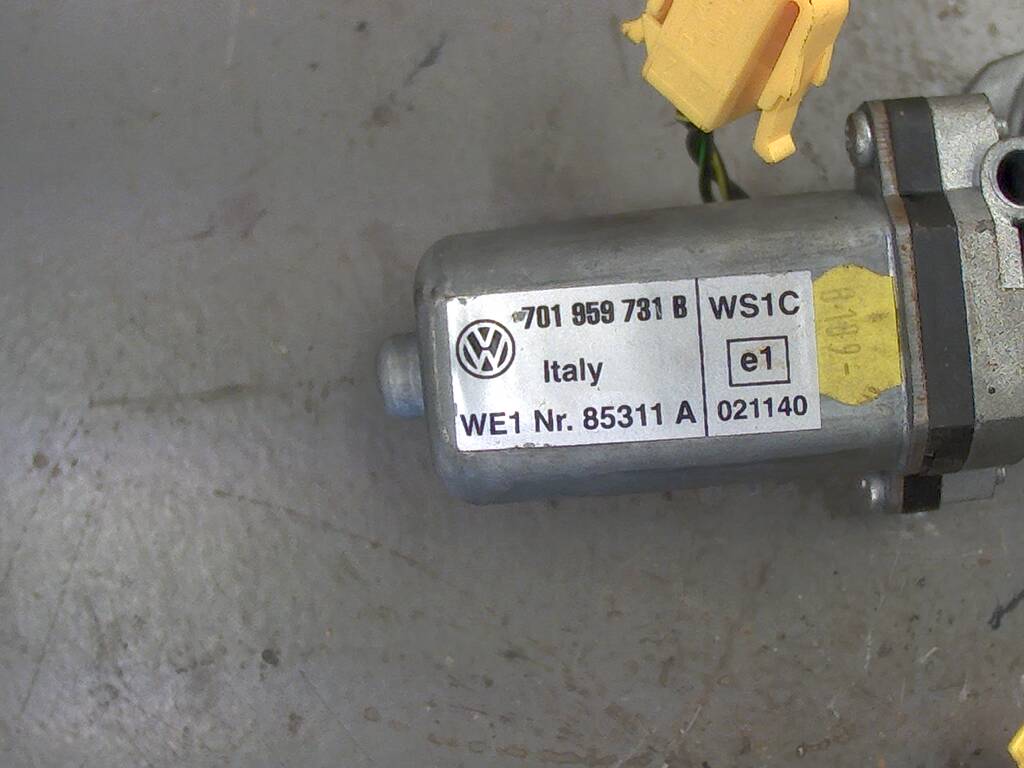 701 959 731 B
Italy
WE1 Nr. 85311 A
WS1C
e1
021140